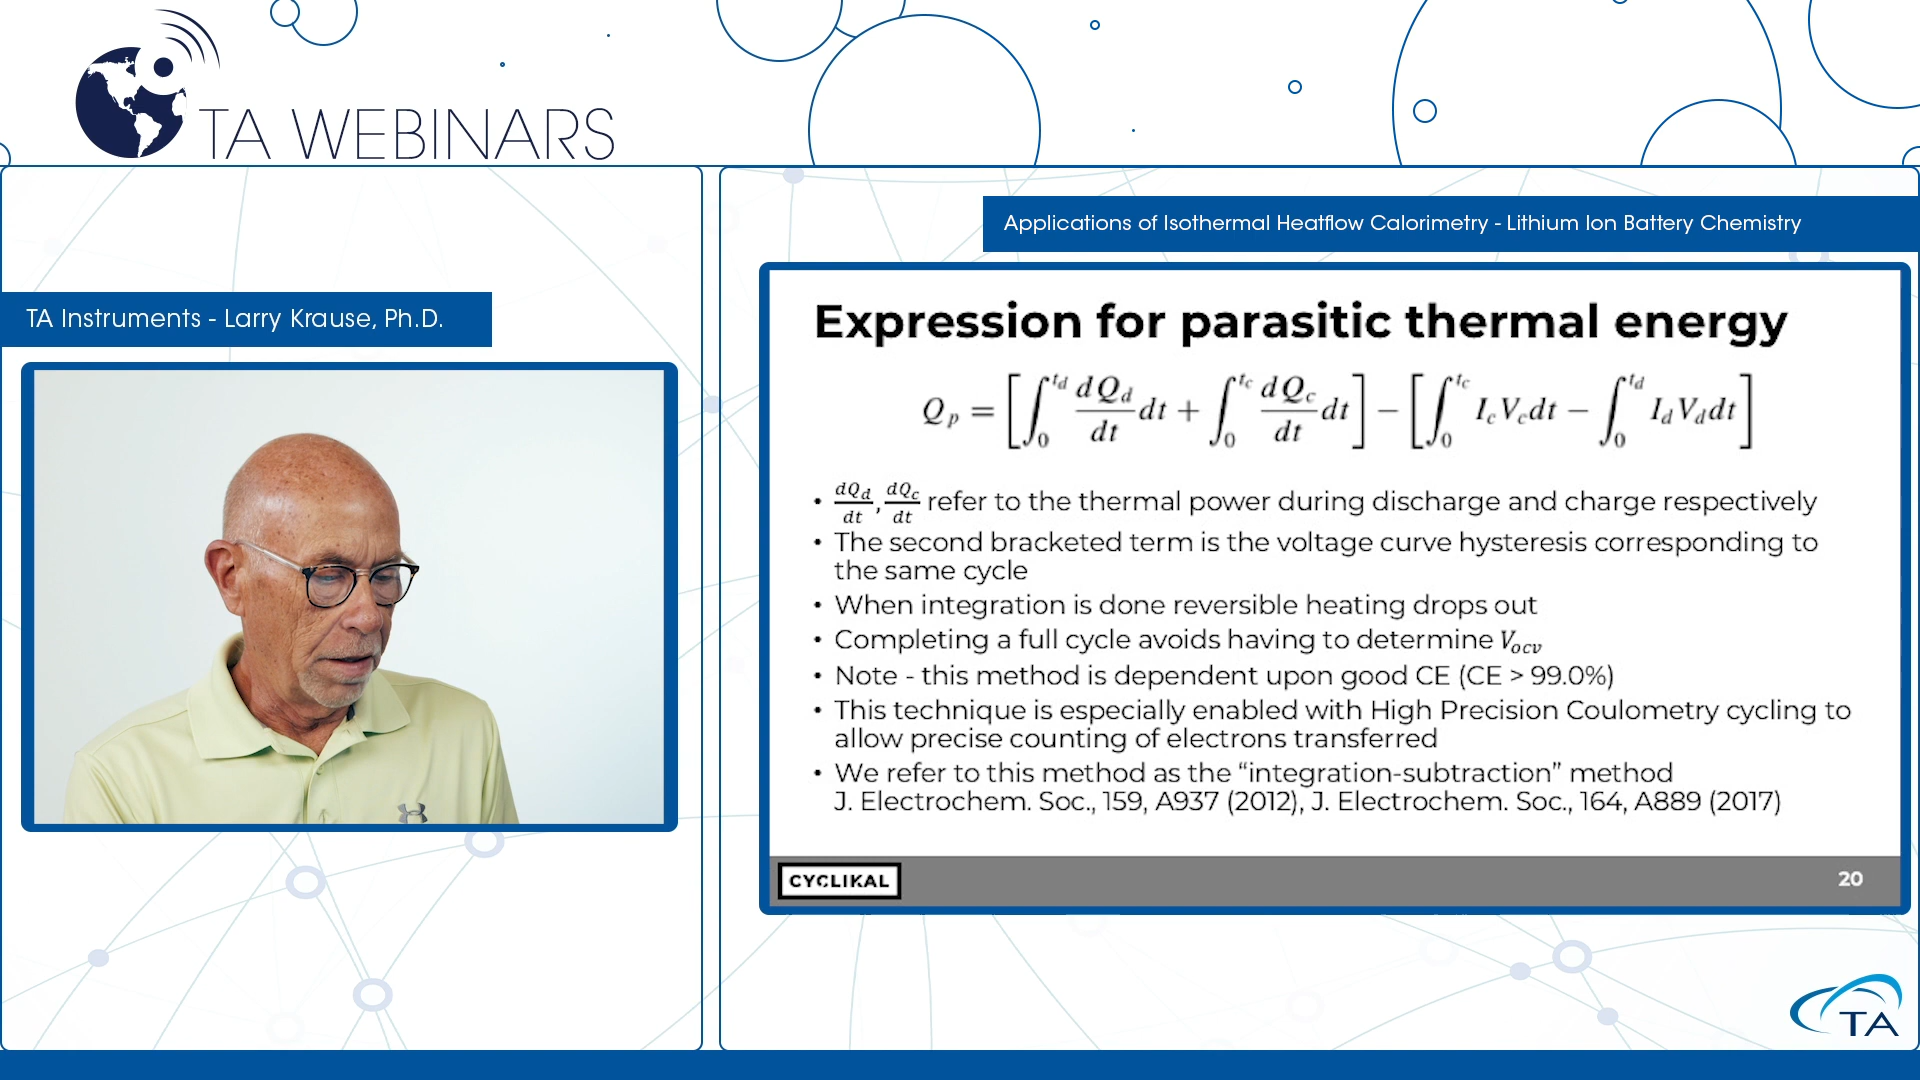 TA WEBINARS
TA Instruments - Larry Krause, Ph.D.
Applications of Isothermal Heatflow Calorimetry - Lithium Ion Battery Chemistry
Expression for parasitic thermal energy
Q_p = [∫_0^{t_d} dQ_d/dt dt + ∫_0^{t_c} dQ_c/dt dt] − [∫_0^{t_c} I_c V_c dt − ∫_0^{t_d} I_d V_d dt]
• dQ_d/dt, dQ_c/dt refer to the thermal power during discharge and charge respectively
• The second bracketed term is the voltage curve hysteresis corresponding to
the same cycle
• When integration is done reversible heating drops out
• Completing a full cycle avoids having to determine V_ocv
• Note - this method is dependent upon good CE (CE > 99.0%)
• This technique is especially enabled with High Precision Coulometry cycling to
allow precise counting of electrons transferred
• We refer to this method as the “integration-subtraction” method
J. Electrochem. Soc., 159, A937 (2012), J. Electrochem. Soc., 164, A889 (2017)
CYCLIKAL
20
TA